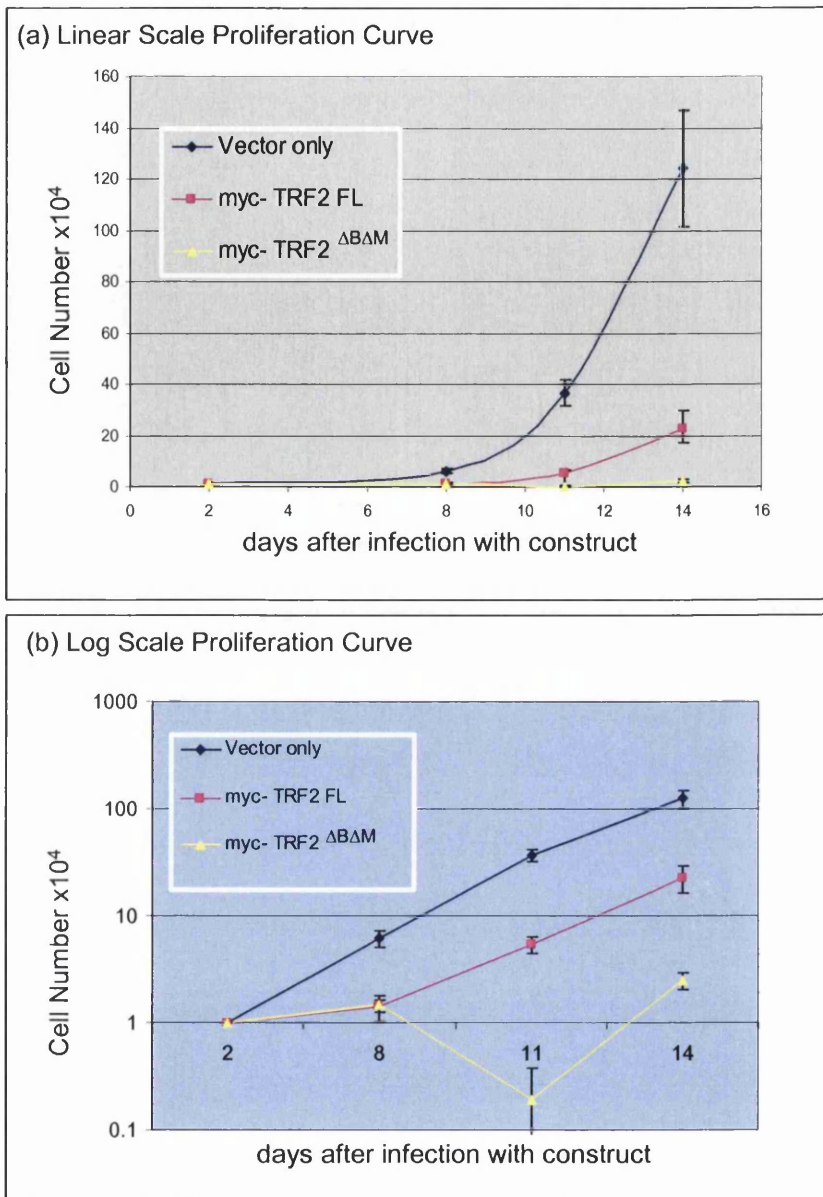 (a) Linear Scale Proliferation Curve
160
140
120
100
80
60
40
20
0
Cell Number x10⁴
Vector only
myc- TRF2 FL
myc- TRF2 ΔBΔM
0 2 4 6 8 10 12 14 16
days after infection with construct
(b) Log Scale Proliferation Curve
1000
100
10
1
0.1
Cell Number x10⁴
Vector only
myc- TRF2 FL
myc- TRF2 ΔBΔM
2 8 11 14
days after infection with construct